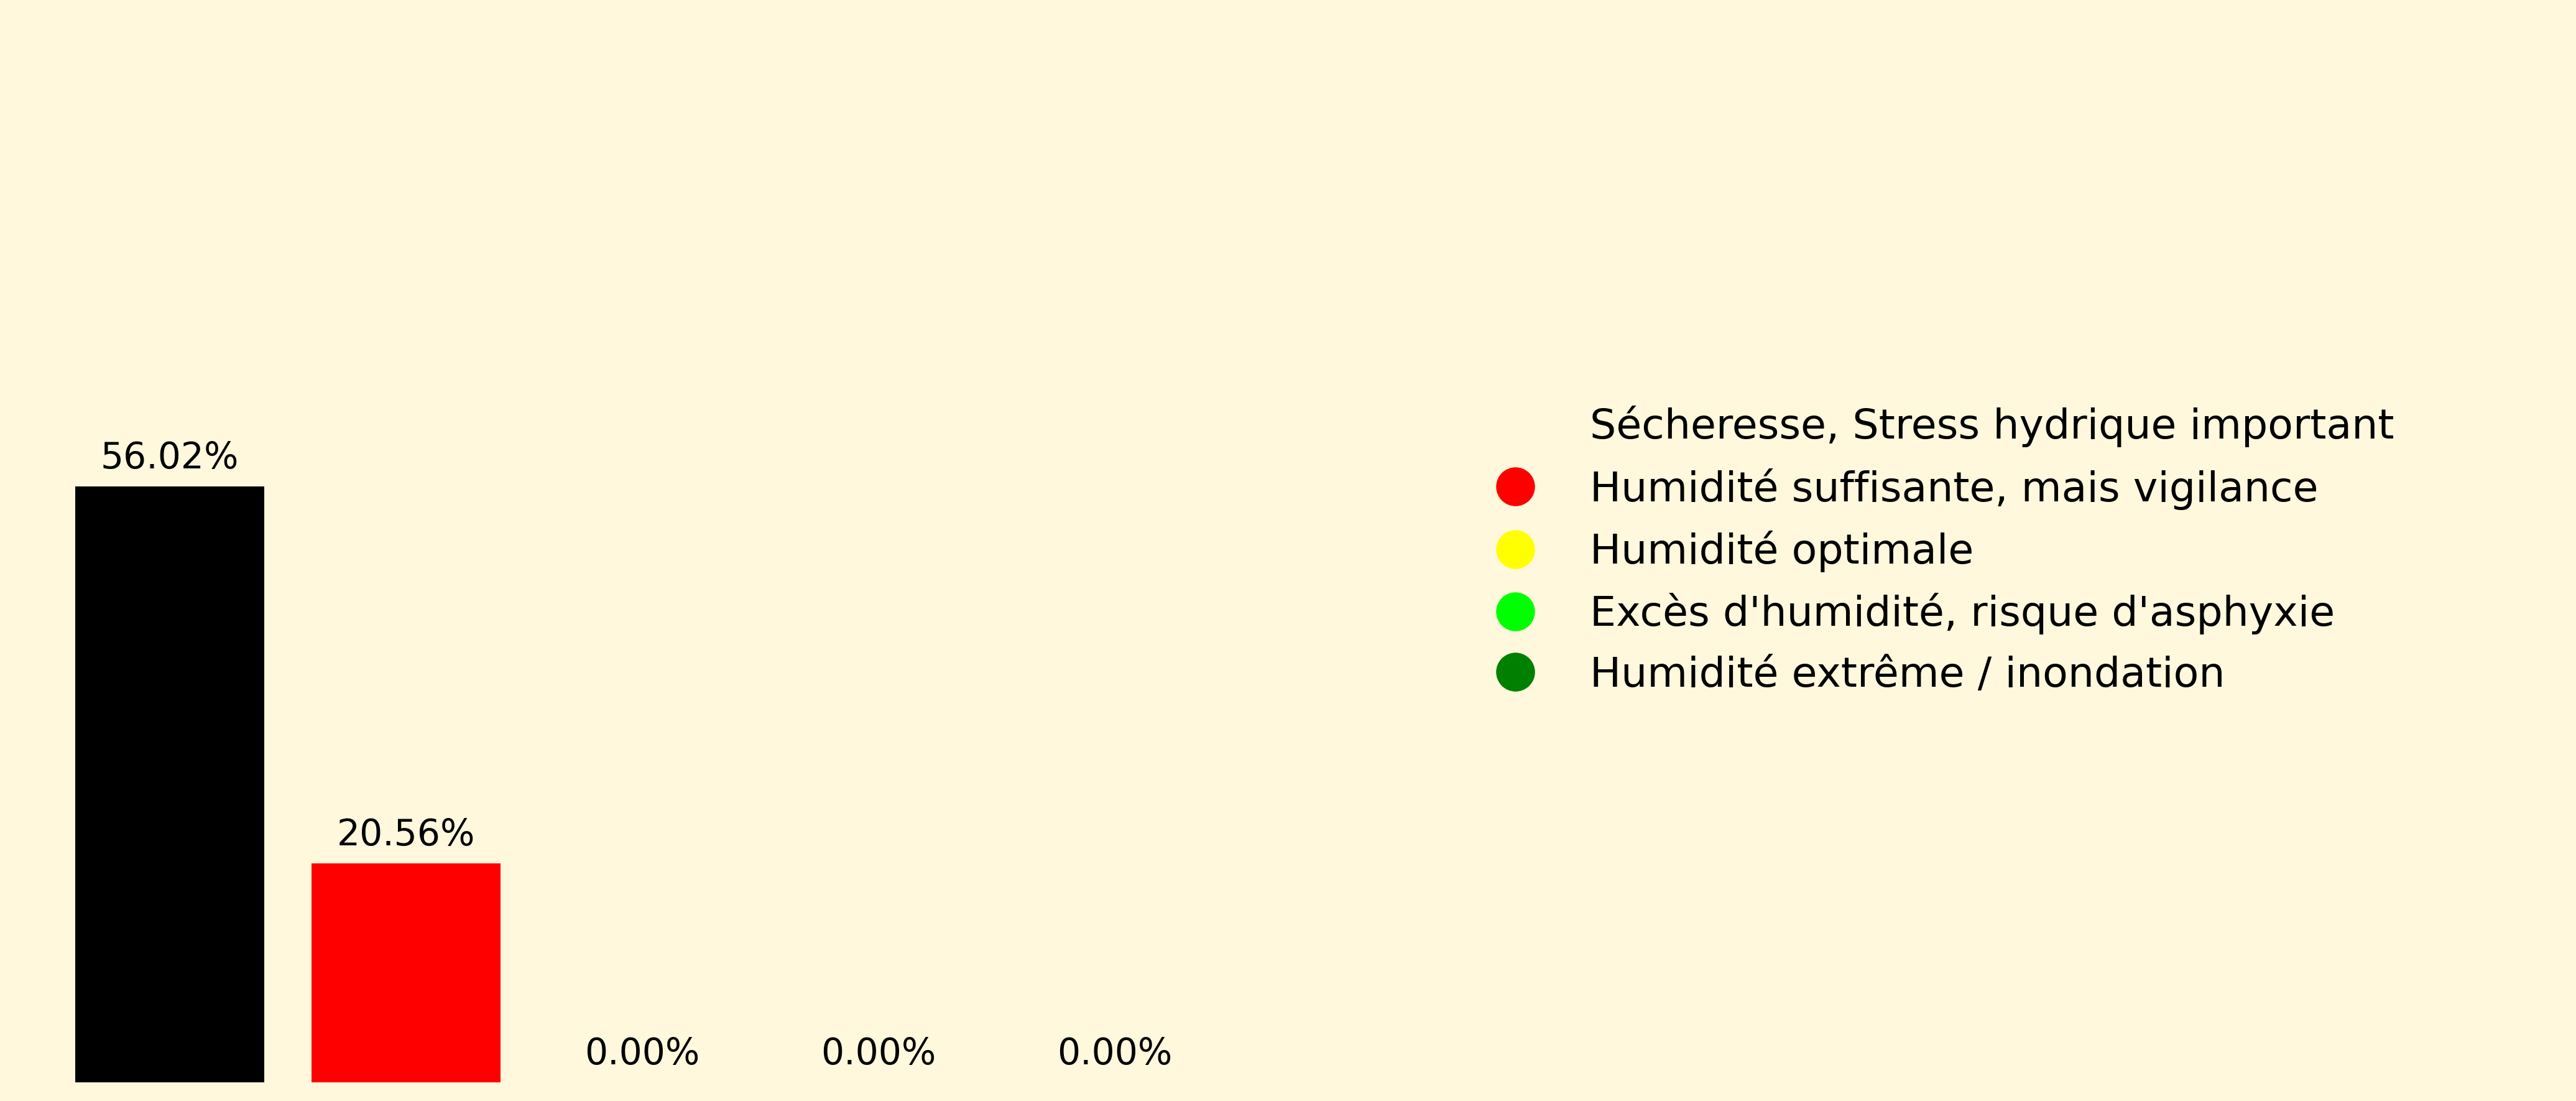 56.02%
20.56%
0.00%
0.00%
0.00%
Sécheresse, Stress hydrique important
Humidité suffisante, mais vigilance
Humidité optimale
Excès d'humidité, risque d'asphyxie
Humidité extrême / inondation